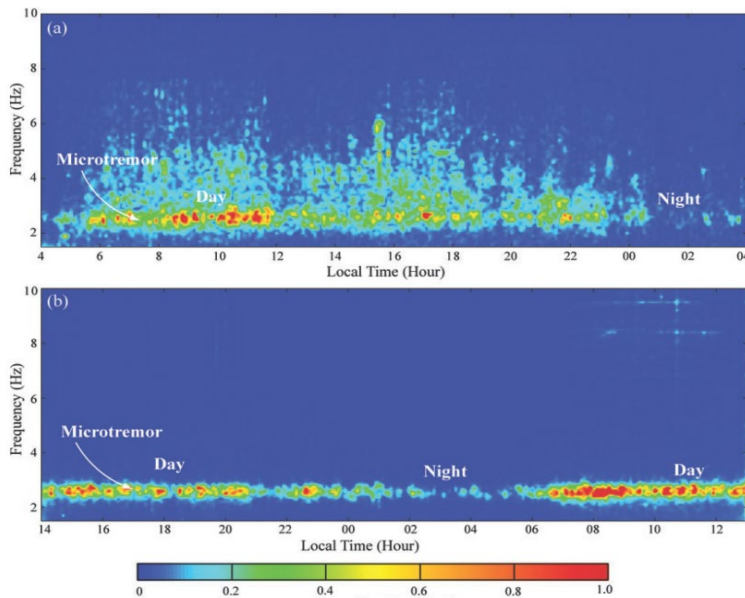 (a)
10
8
6
4
2
Frequency (Hz)
Microtremor
Day
Night
4 6 8 10 12 14 16 18 20 22 00 02 04
Local Time (Hour)
(b)
10
8
6
4
2
Frequency (Hz)
Microtremor
Day
Night
Day
14 16 18 20 22 00 02 04 06 08 10 12
Local Time (Hour)
0 0.2 0.4 0.6 0.8 1.0